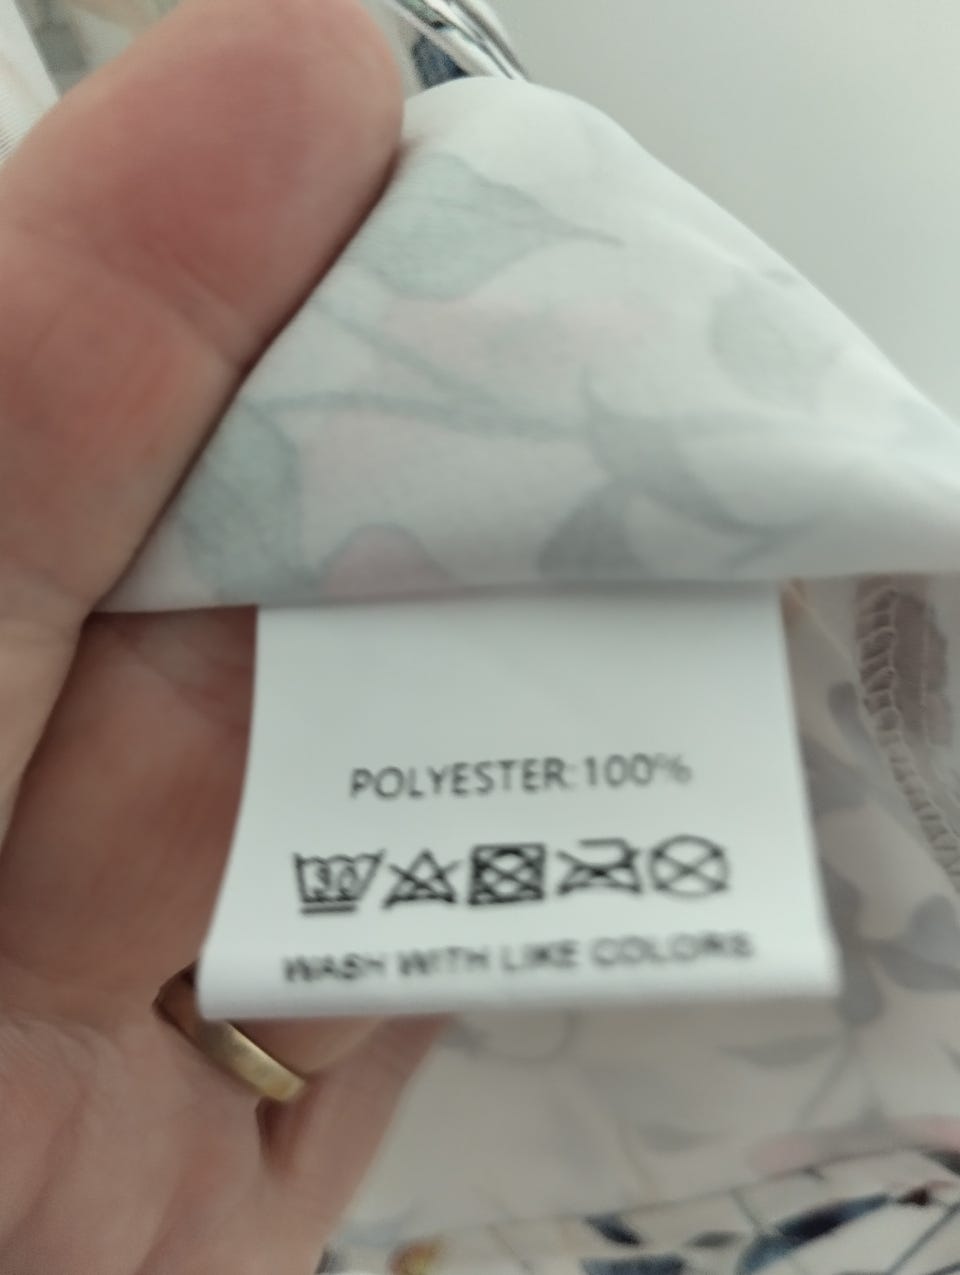 POLYESTER:100%
30
WASH WITH LIKE COLORS